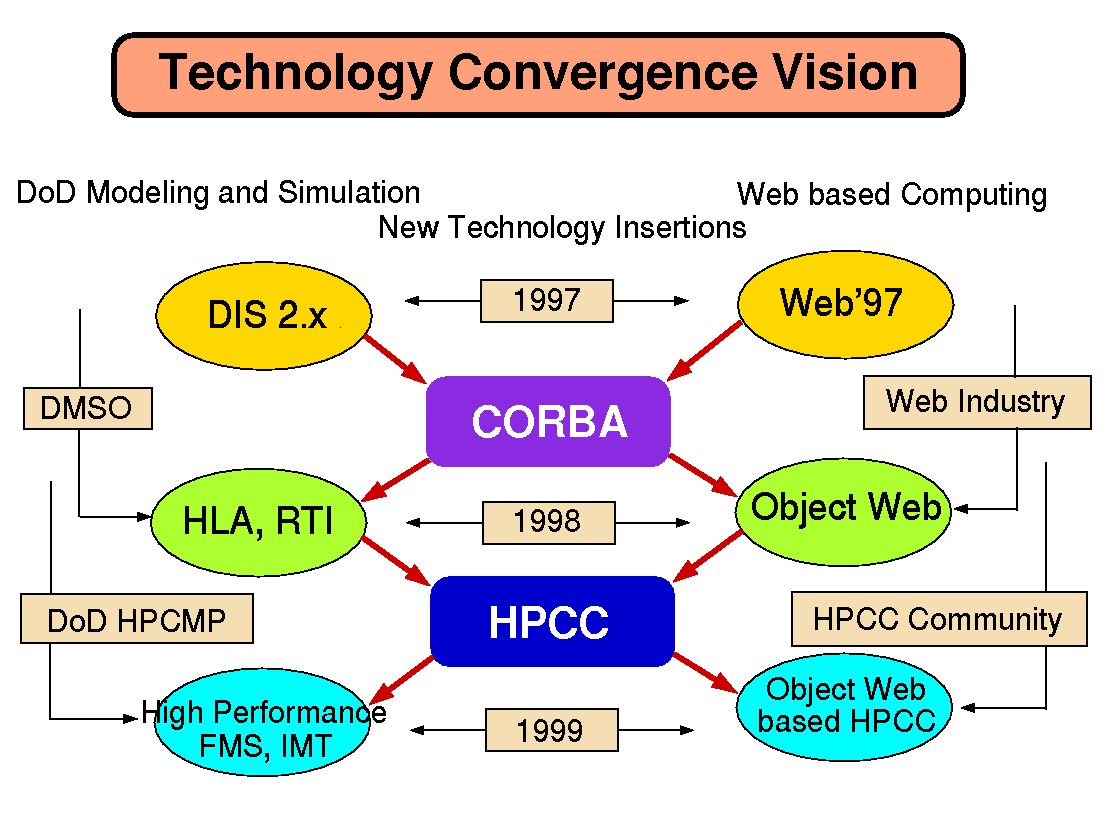 Technology Convergence Vision
DoD Modeling and Simulation
Web based Computing
New Technology Insertions
DIS 2.x
1997
Web'97
DMSO
CORBA
Web Industry
HLA, RTI
1998
Object Web
DoD HPCMP
HPCC
HPCC Community
High Performance
FMS, IMT
1999
Object Web
based HPCC